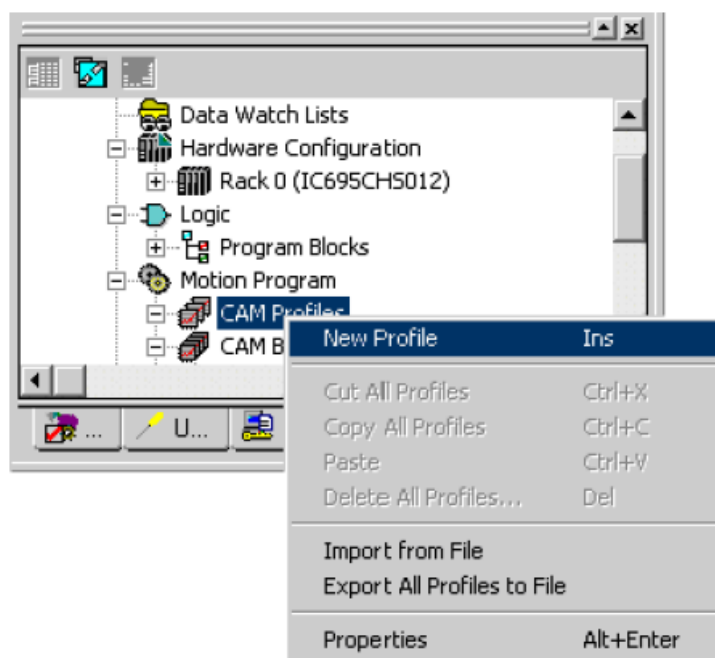 Data Watch Lists
Hardware Configuration
Rack 0 (IC695CHS012)
Logic
Program Blocks
Motion Program
CAM Profiles
CAM B
... U...
New Profile Ins
Cut All Profiles Ctrl+X
Copy All Profiles Ctrl+C
Paste Ctrl+V
Delete All Profiles... Del
Import from File
Export All Profiles to File
Properties Alt+Enter